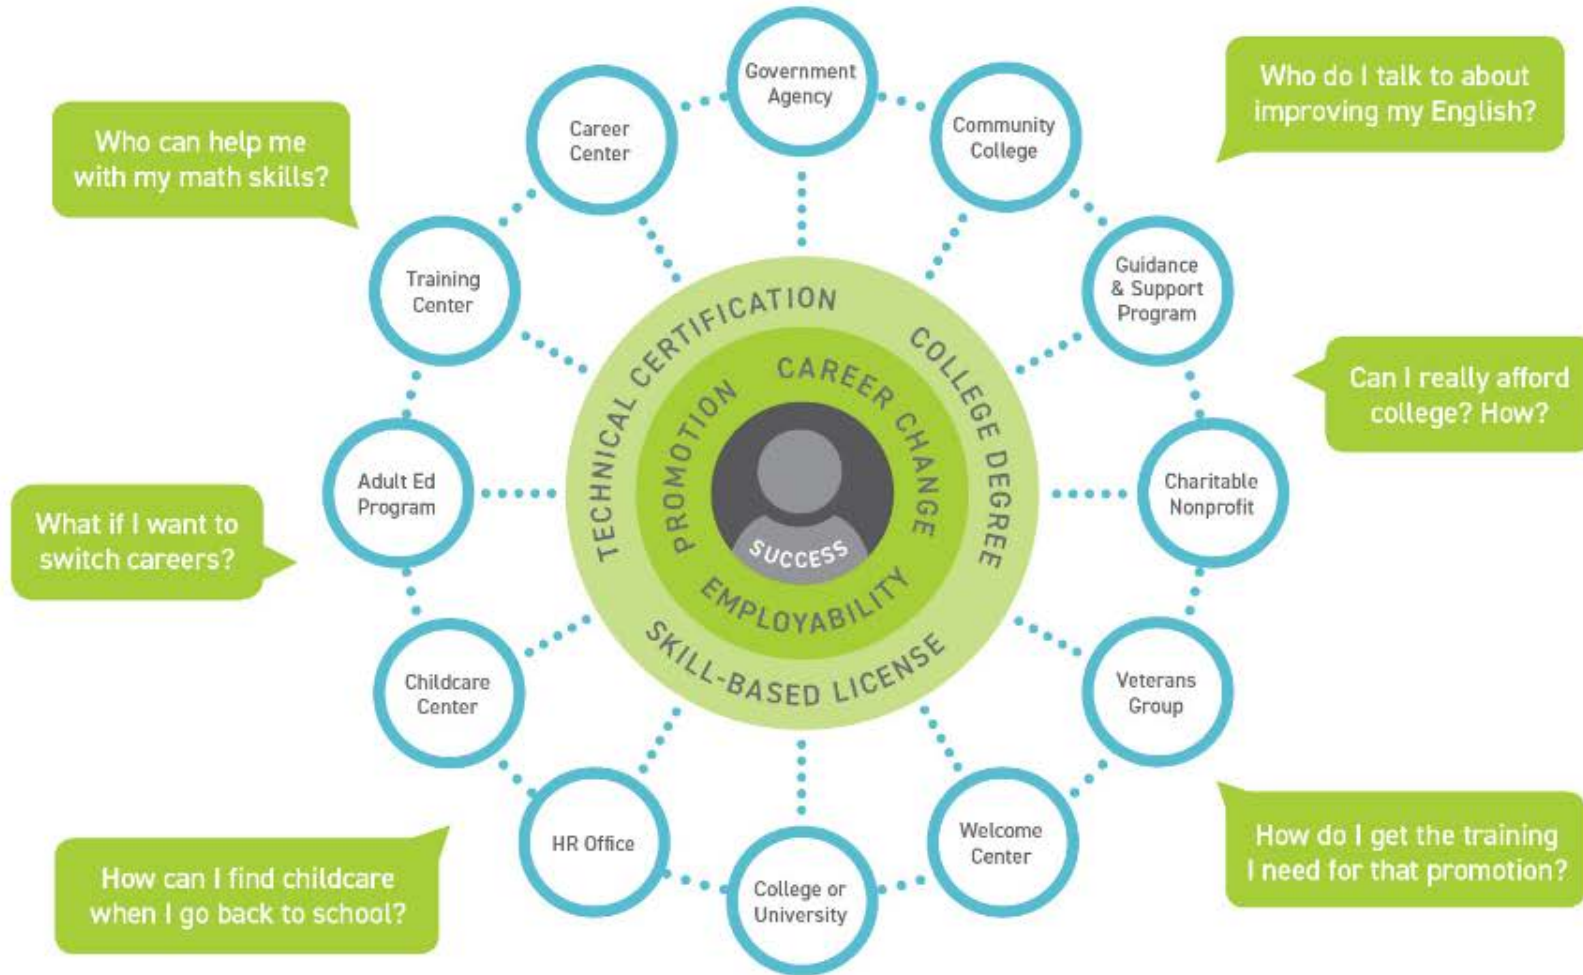 Government
Agency
Career
Center
Community
College
Who do I talk to about
improving my English?
Who can help me
with my math skills?
Training
Center
Guidance
& Support
Program
TECHNICAL CERTIFICATION
COLLEGE DEGREE
SKILL-BASED LICENSE
PROMOTION
CAREER CHANGE
EMPLOYABILITY
SUCCESS
Can I really afford
college? How?
Adult Ed
Program
Charitable
Nonprofit
What if I want to
switch careers?
Childcare
Center
Veterans
Group
HR Office
Welcome
Center
College or
University
How can I find childcare
when I go back to school?
How do I get the training
I need for that promotion?